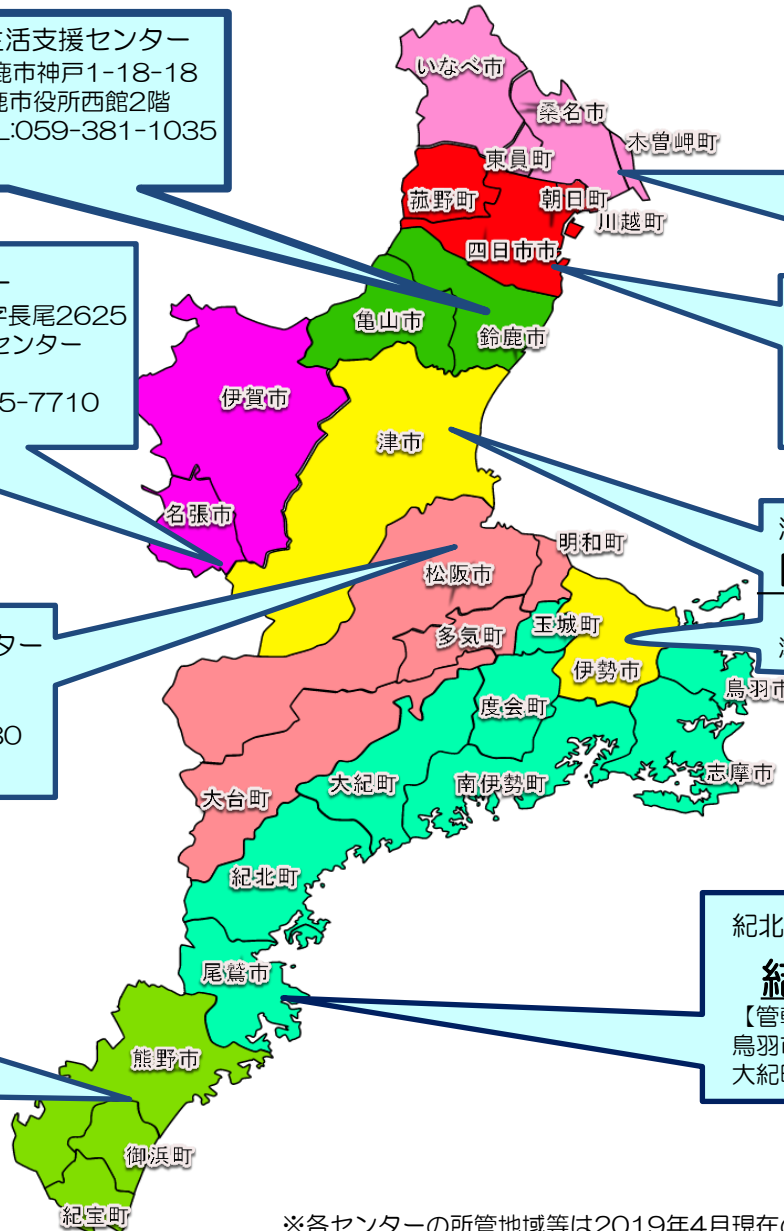 生活支援センター
鹿市神戸1-18-18
鹿市役所西館2階
L:059-381-1035
いなべ市
桑名市
木曽岬町
東員町
菰野町
朝日町
川越町
四日市市
亀山市
鈴鹿市
ー
字長尾2625
センター
5-7710
伊賀市
津市
名張市
明和町
松阪市
多気町
玉城町
伊勢市
鳥羽市
ター
30
度会町
志摩市
大紀町
南伊勢町
大台町
紀北町
紀北
【管
鳥羽市
大紀町
尾鷲市
熊野市
御浜町
紀宝町
※各センターの所管地域等は2019年4月現在